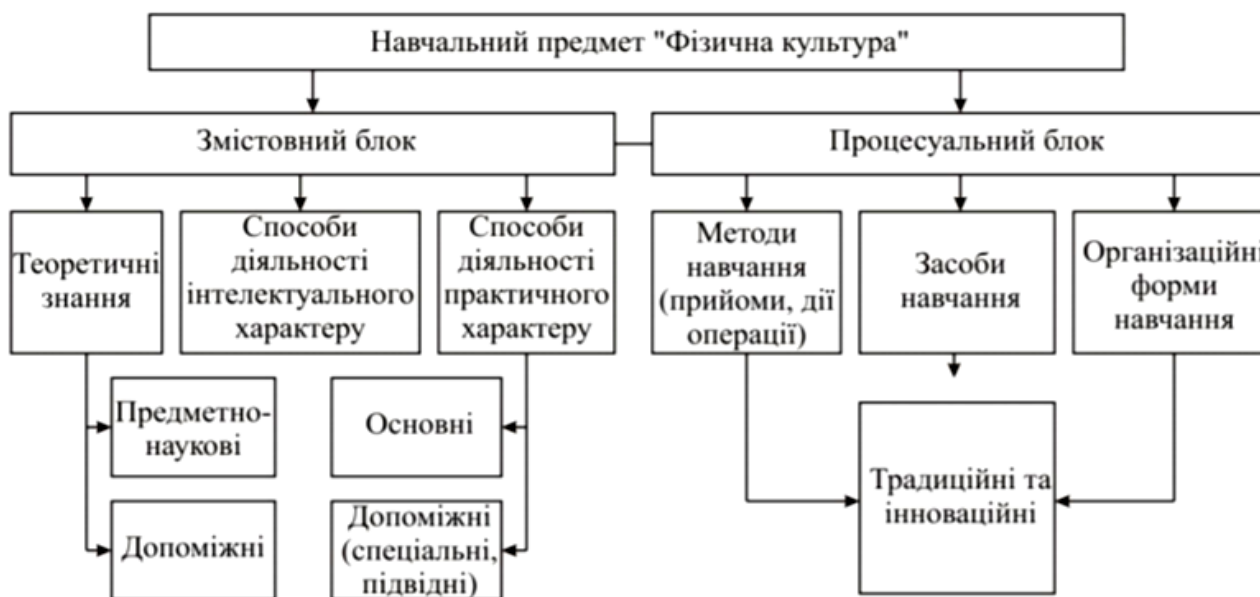 Навчальний предмет "Фізична культура"
Змістовний блок
Процесуальний блок
Теоретичні
знання
Способи
діяльності
інтелектуального
характеру
Способи
діяльності
практичного
характеру
Методи
навчання
(прийоми, дії
операції)
Засоби
навчання
Організаційні
форми
навчання
Предметно-
наукові
Основні
Традиційні та
інноваційні
Допоміжні
Допоміжні
(спеціальні,
підвідні)